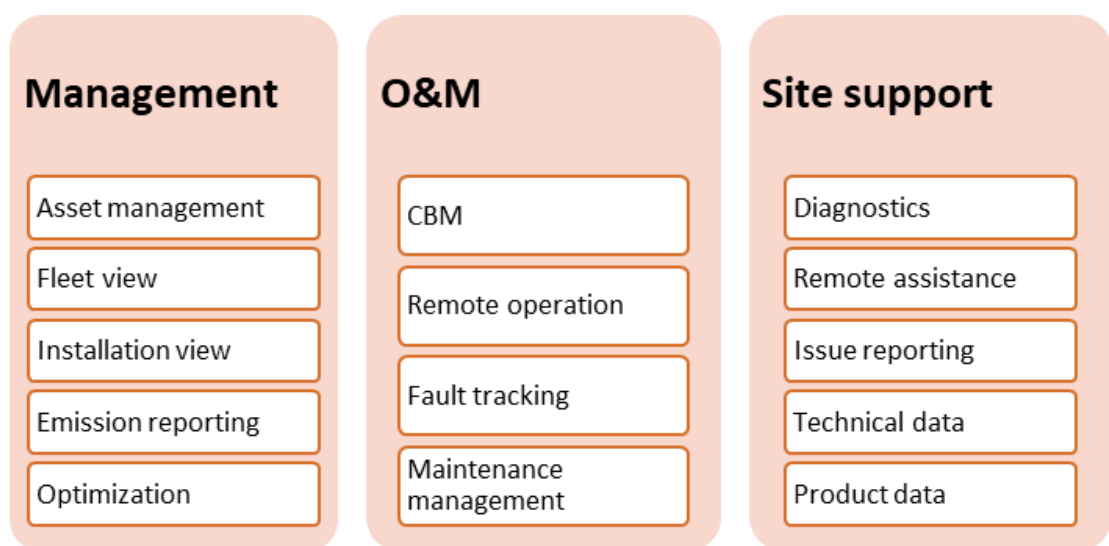 Management
Asset management
Fleet view
Installation view
Emission reporting
Optimization
O&M
CBM
Remote operation
Fault tracking
Maintenance
management
Site support
Diagnostics
Remote assistance
Issue reporting
Technical data
Product data